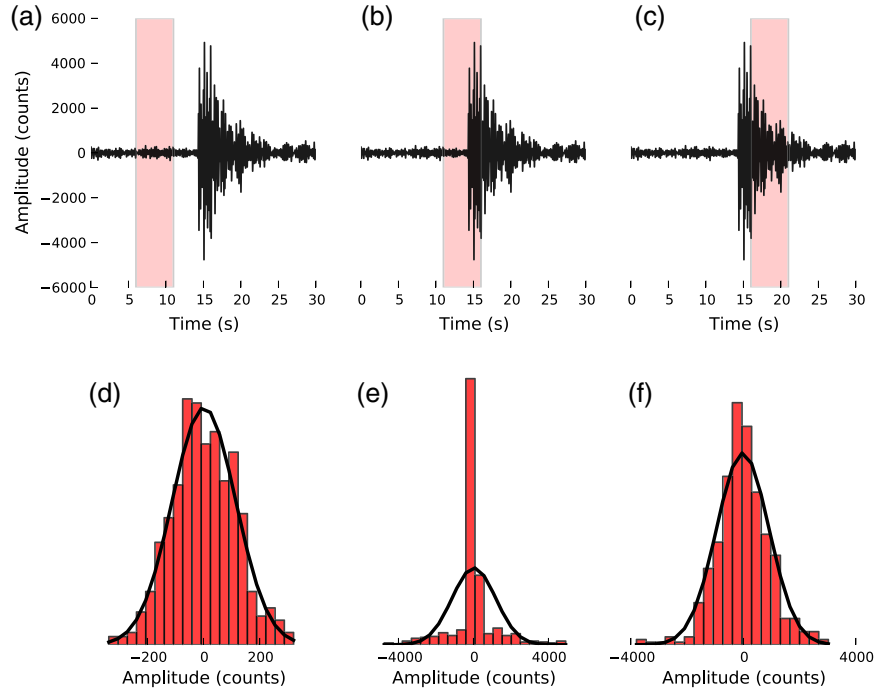 (a) (b) (c)
6000
4000
2000
0
−2000
−4000
−6000
Amplitude (counts)
0 5 10 15 20 25 30 0 5 10 15 20 25 30 0 5 10 15 20 25 30
Time (s) Time (s) Time (s)
(d) (e) (f)
−200 0 200 −4000 0 4000 −4000 0 4000
Amplitude (counts) Amplitude (counts) Amplitude (counts)